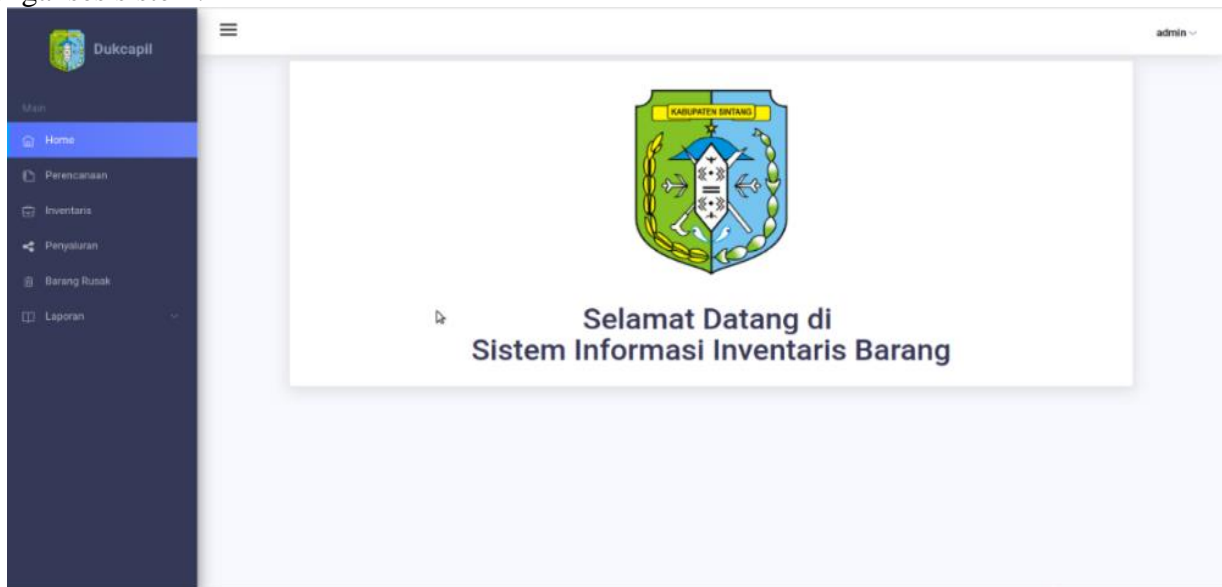 Dukcapil
admin
Main
Home
Perencanaan
Inventaris
Penyaluran
Barang Rusak
Laporan
KABUPATEN SINTANG
Selamat Datang di
Sistem Informasi Inventaris Barang